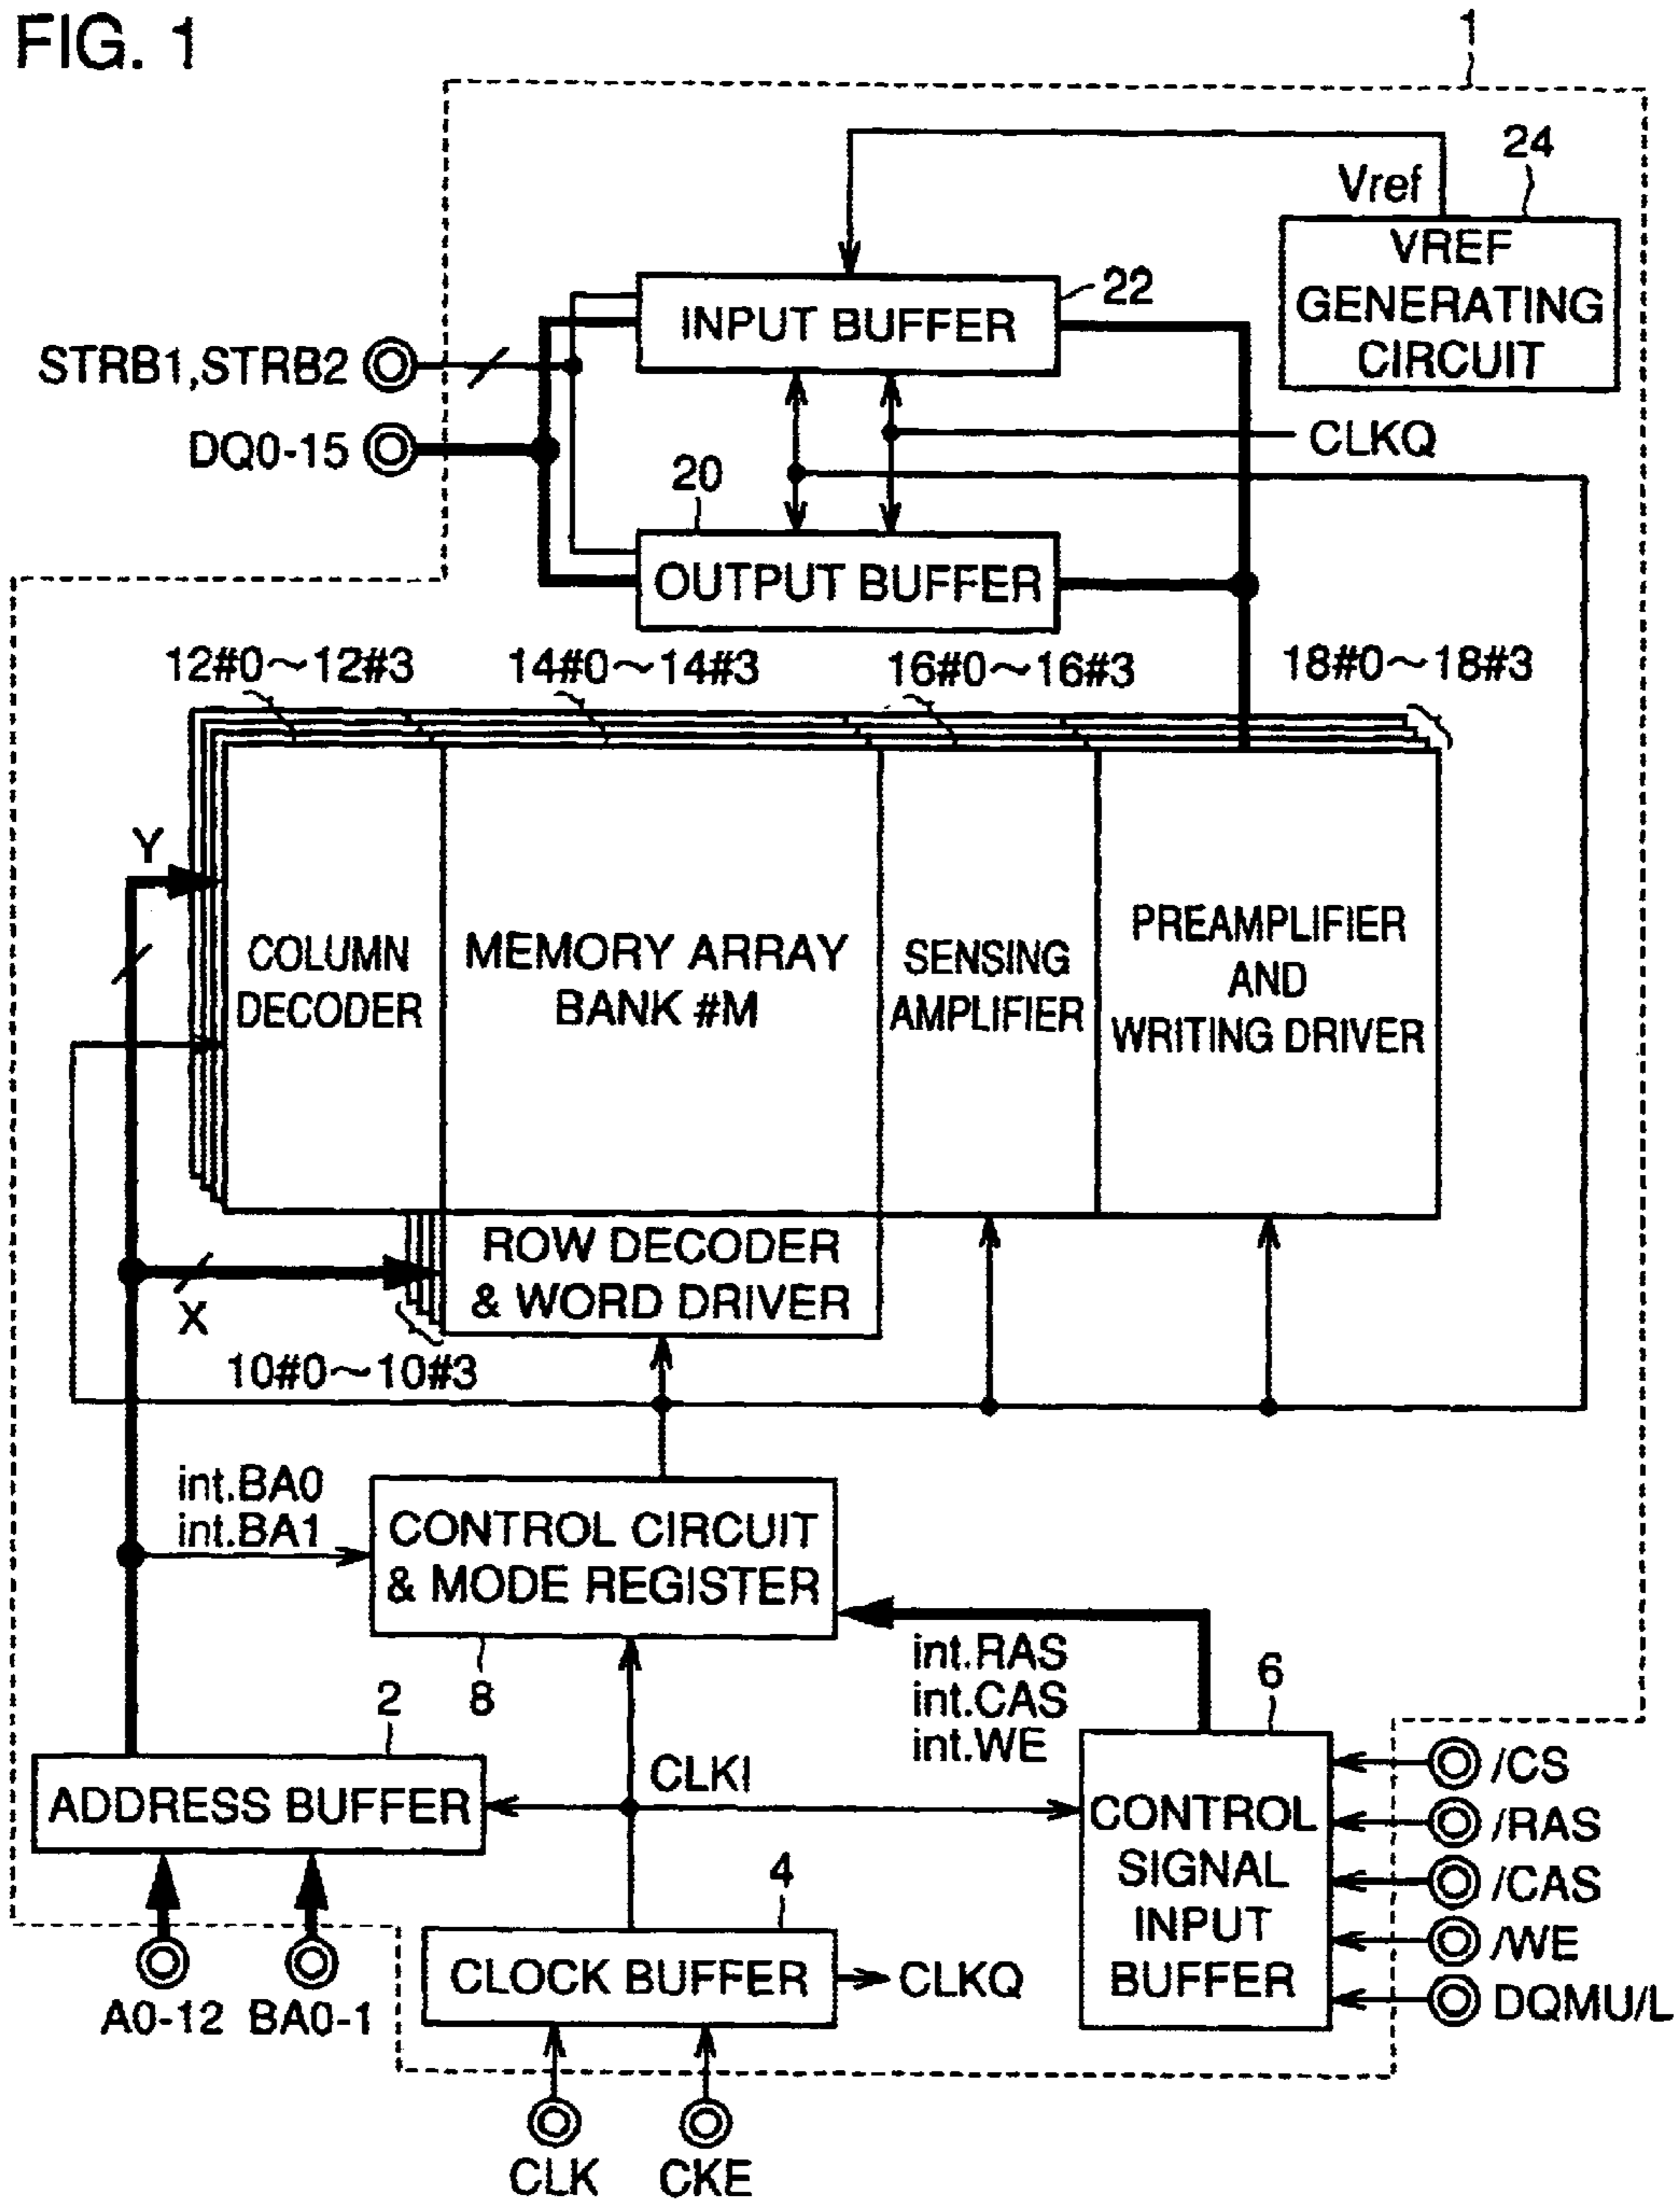 FIG. 1
1
24
Vref
VREF
GENERATING
CIRCUIT
22
INPUT BUFFER
STRB1,STRB2
DQ0-15
CLKQ
20
OUTPUT BUFFER
12#0～12#3
14#0～14#3
16#0～16#3
18#0～18#3
Y
COLUMN
DECODER
MEMORY ARRAY
BANK #M
SENSING
AMPLIFIER
PREAMPLIFIER
AND
WRITING DRIVER
ROW DECODER
& WORD DRIVER
X
10#0～10#3
int.BA0
int.BA1
CONTROL CIRCUIT
& MODE REGISTER
8
int.RAS
int.CAS
int.WE
6
2
ADDRESS BUFFER
CLKI
CONTROL
SIGNAL
INPUT
BUFFER
/CS
/RAS
/CAS
/WE
DQMU/L
4
CLOCK BUFFER
CLKQ
A0-12
BA0-1
CLK
CKE